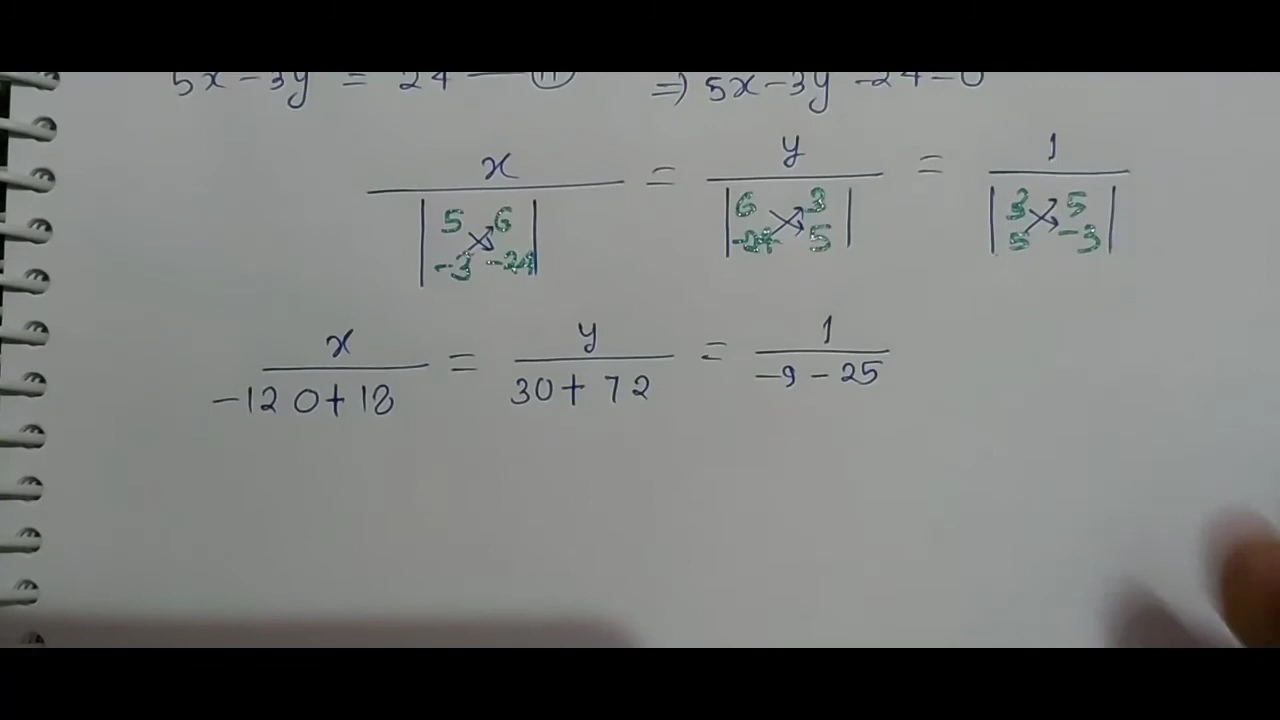 5x - 3y = 24 — (11) ⇒ 5x - 3y - 24 = 0
x = y = 1
5 6 6 3 3 5
-3 -24 -24 5 5 -3
x = y = 1
-120+18 30+72 -9-25